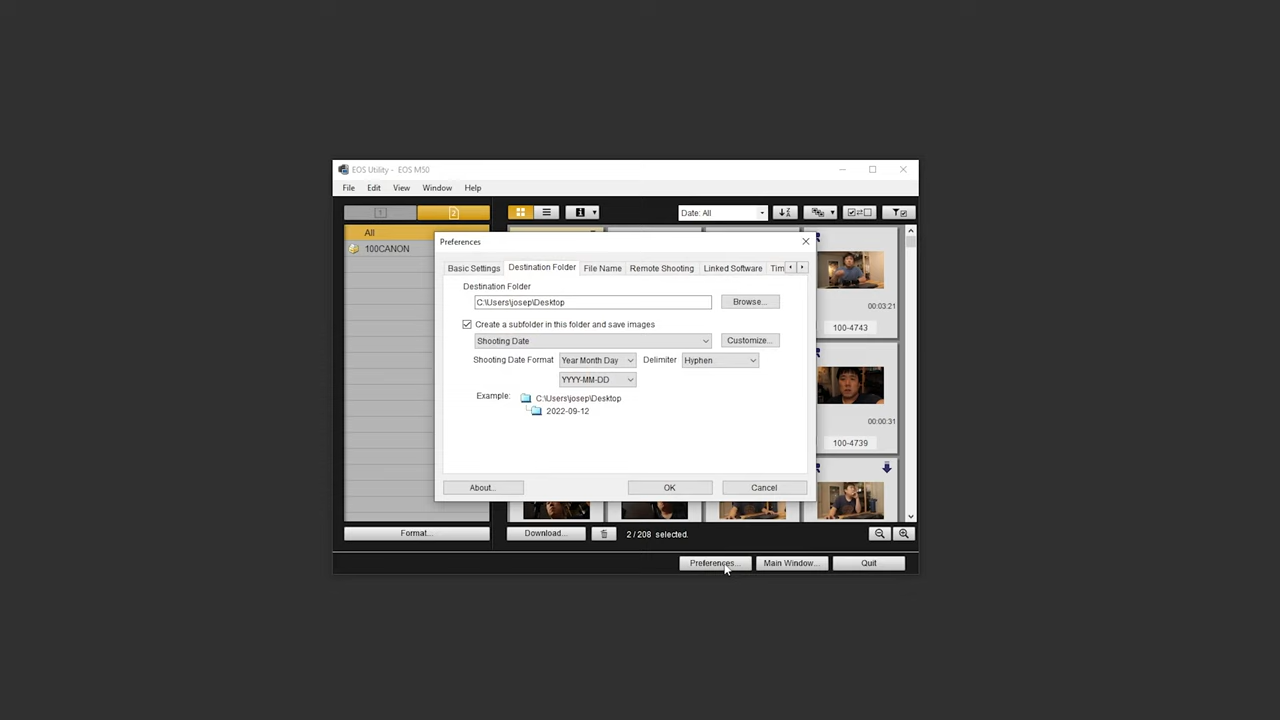 EOS Utility - EOS M50
File Edit View Window Help
1 2 Date: All
All
100CANON
Preferences
Basic Settings Destination Folder File Name Remote Shooting Linked Software Tim
Destination Folder
C:\Users\josep\Desktop Browse...
Create a subfolder in this folder and save images
Shooting Date Customize...
Shooting Date Format Year Month Day Delimiter Hyphen
YYYY-MM-DD
Example: C:\Users\josep\Desktop
2022-09-12
About... OK Cancel
00:03:21
100-4743
00:00:31
100-4739
Format... Download... 2 / 208 selected.
Preferences... Main Window... Quit